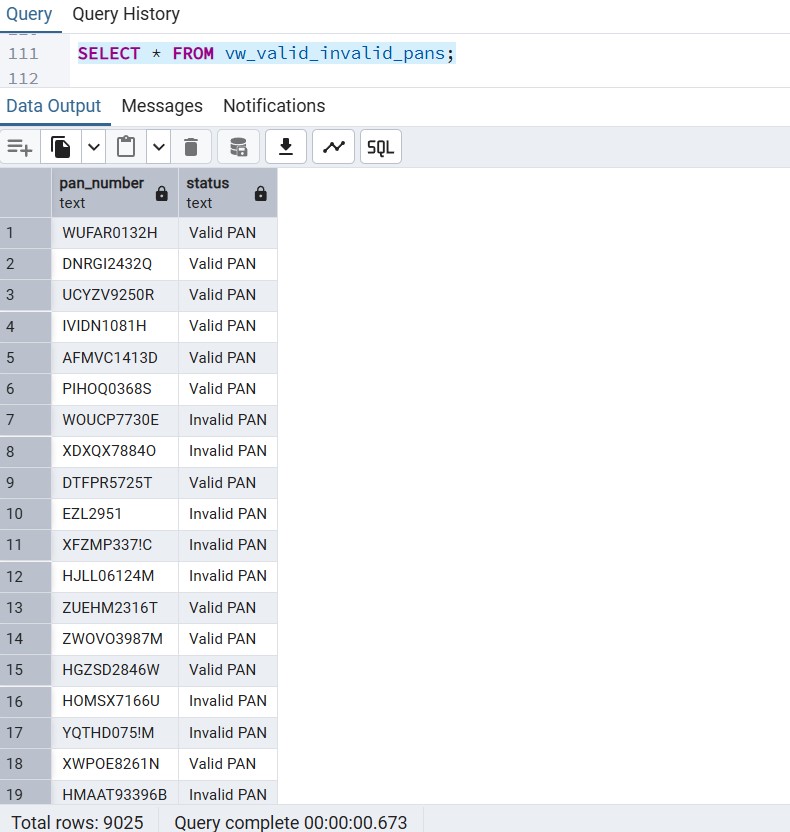 Query Query History
111 SELECT * FROM vw_valid_invalid_pans;
112
Data Output Messages Notifications
SQL
pan_number status
text text
1 WUFAR0132H Valid PAN
2 DNRGI2432Q Valid PAN
3 UCYZV9250R Valid PAN
4 IVIDN1081H Valid PAN
5 AFMVC1413D Valid PAN
6 PIHOQ0368S Valid PAN
7 WOUCP7730E Invalid PAN
8 XDXQX7884O Invalid PAN
9 DTFPR5725T Valid PAN
10 EZL2951 Invalid PAN
11 XFZMP337!C Invalid PAN
12 HJLL06124M Invalid PAN
13 ZUEHM2316T Valid PAN
14 ZWOVO3987M Valid PAN
15 HGZSD2846W Valid PAN
16 HOMSX7166U Invalid PAN
17 YQTHD075!M Invalid PAN
18 XWPOE8261N Valid PAN
19 HMAAT93396B Invalid PAN
Total rows: 9025 Query complete 00:00:00.673